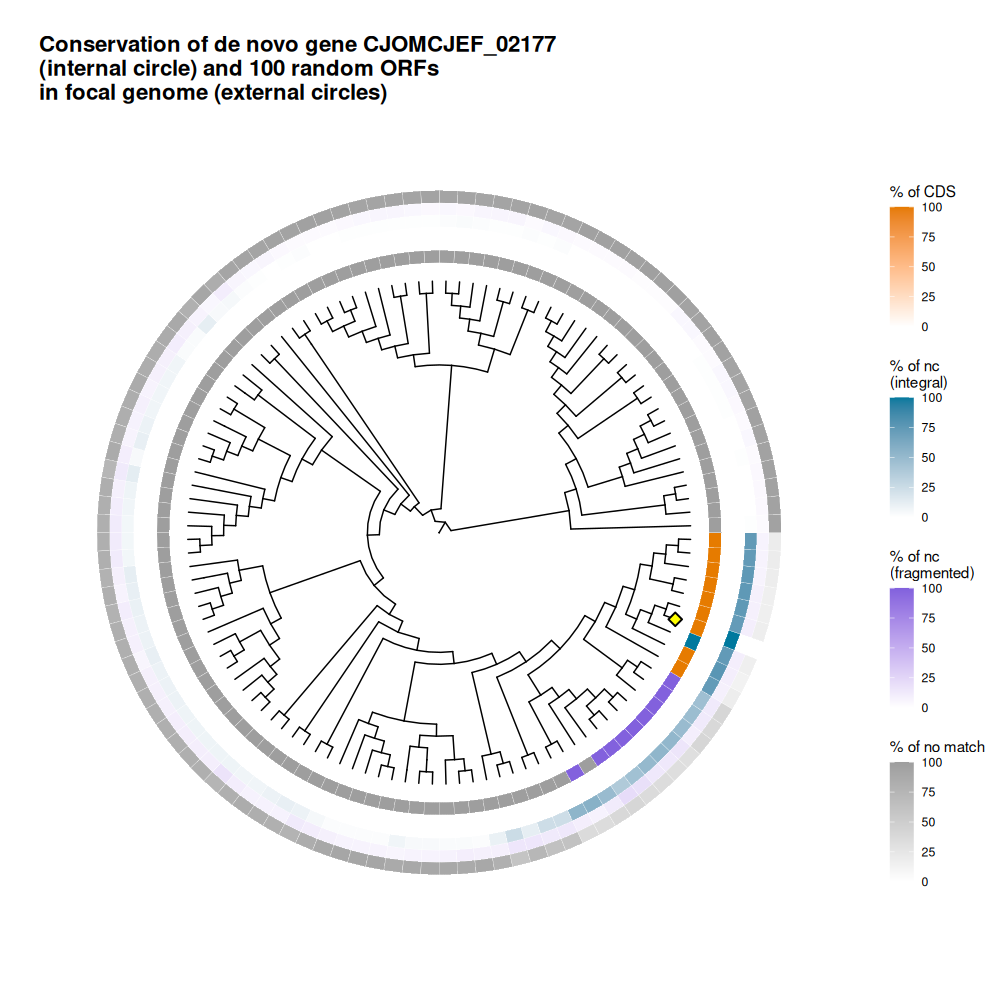 Conservation of de novo gene CJOMCJEF_02177
(internal circle) and 100 random ORFs
in focal genome (external circles)
% of CDS
100
75
50
25
0
% of nc
(integral)
100
75
50
25
0
% of nc
(fragmented)
100
75
50
25
0
% of no match
100
75
50
25
0